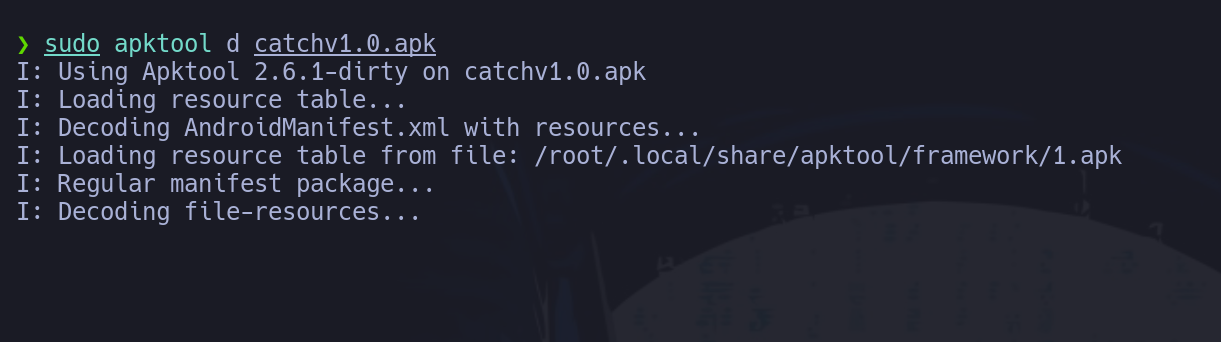 ❯ sudo apktool d catchv1.0.apk
I: Using Apktool 2.6.1-dirty on catchv1.0.apk
I: Loading resource table...
I: Decoding AndroidManifest.xml with resources...
I: Loading resource table from file: /root/.local/share/apktool/framework/1.apk
I: Regular manifest package...
I: Decoding file-resources...